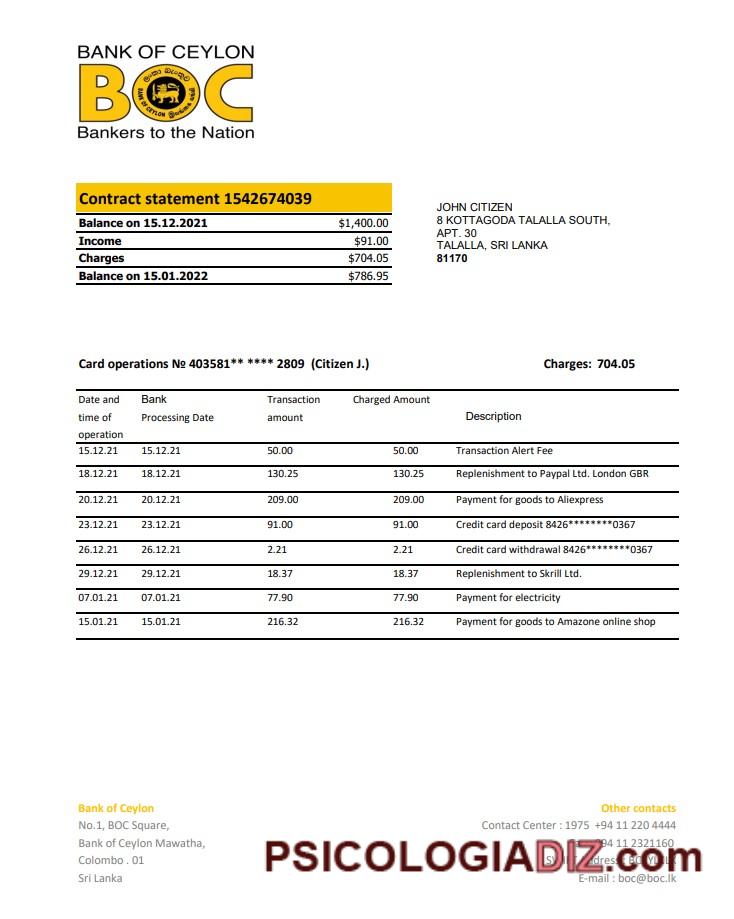 BANK OF CEYLON
BOC
Bankers to the Nation
Contract statement 1542674039
Balance on 15.12.2021 $1,400.00
Income $91.00
Charges $704.05
Balance on 15.01.2022 $786.95
JOHN CITIZEN
8 KOTTAGODA TALALLA SOUTH,
APT. 30
TALALLA, SRI LANKA
81170
Card operations № 403581** **** 2809 (Citizen J.) Charges: 704.05
Date and Bank Transaction Charged Amount
time of Processing Date amount Description
operation
15.12.21 15.12.21 50.00 50.00 Transaction Alert Fee
18.12.21 18.12.21 130.25 130.25 Replenishment to Paypal Ltd. London GBR
20.12.21 20.12.21 209.00 209.00 Payment for goods to Aliexpress
23.12.21 23.12.21 91.00 91.00 Credit card deposit 8426********0367
26.12.21 26.12.21 2.21 2.21 Credit card withdrawal 8426********0367
29.12.21 29.12.21 18.37 18.37 Replenishment to Skrill Ltd.
07.01.21 07.01.21 77.90 77.90 Payment for electricity
15.01.21 15.01.21 216.32 216.32 Payment for goods to Amazone online shop
Bank of Ceylon Other contacts
No.1, BOC Square, Contact Center : 1975 +94 11 220 4444
Bank of Ceylon Mawatha, 94 11 2321160
Colombo . 01
Sri Lanka E-mail : boc@boc.lk
PSICOLOGIADIZ.com